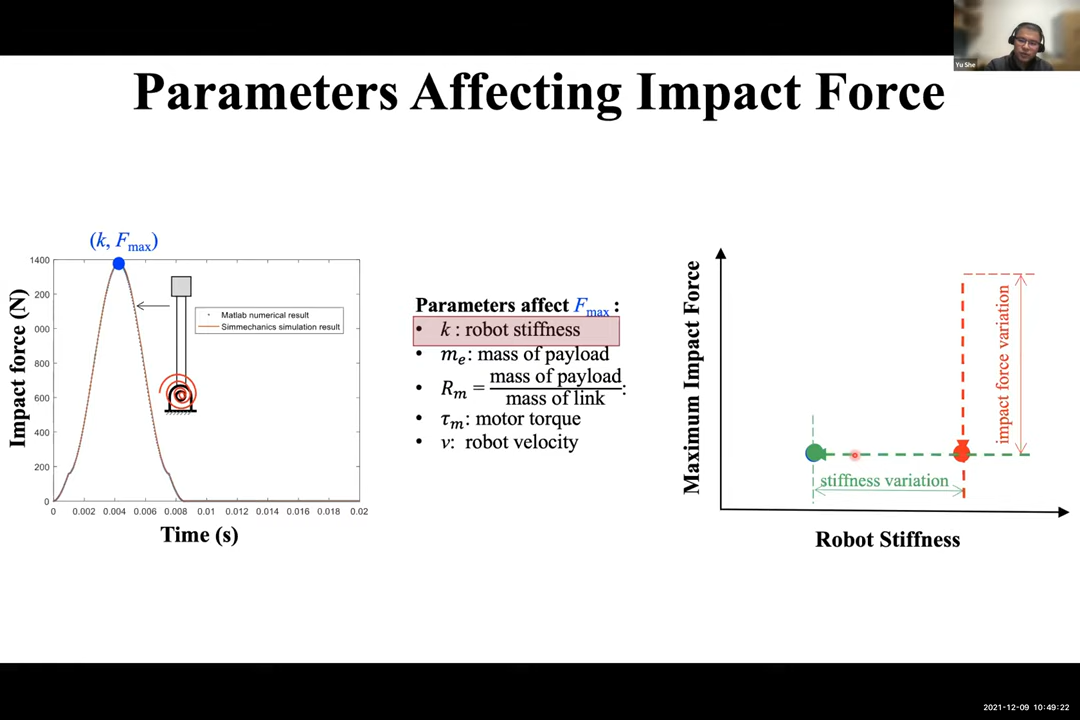 Yu She
Parameters Affecting Impact Force
(k, Fmax)
Impact force (N)
1400
200
000
800
600
400
200
0
Matlab numerical result
Simmechanics simulation result
0 0.002 0.004 0.006 0.008 0.01 0.012 0.014 0.016 0.018 0.02
Time (s)
Parameters affect Fmax :
• k : robot stiffness
• me: mass of payload
• Rm = mass of payload / mass of link :
• τm: motor torque
• v: robot velocity
Maximum Impact Force
impact force variation
stiffness variation
Robot Stiffness
2021-12-09 10:49:22